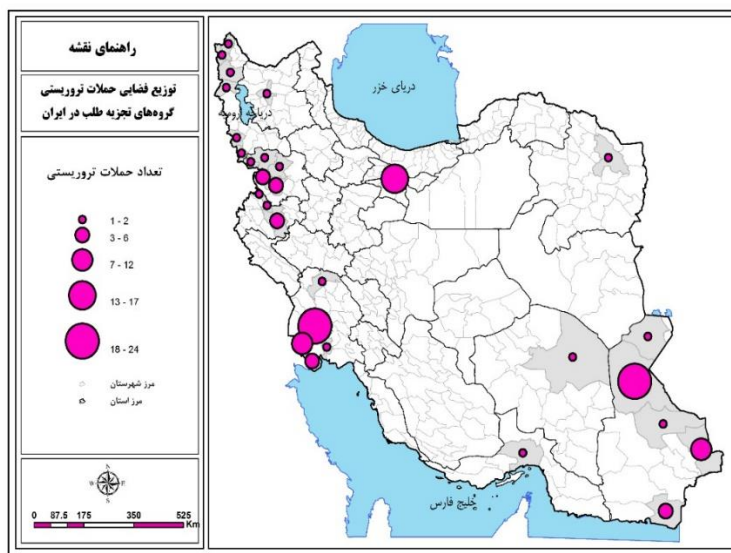 راهنمای نقشه
توزیع فضایی حملات تروریستی
گروه‌های تجزیه طلب در ایران
تعداد حملات تروریستی
1 - 2
3 - 6
7 - 12
13 - 17
18 - 24
مرز شهرستان
مرز استان
N
W E
S
0 87.5 175 350 525
Km
دریای خزر
دریاچه ارومیه
خلیج فارس